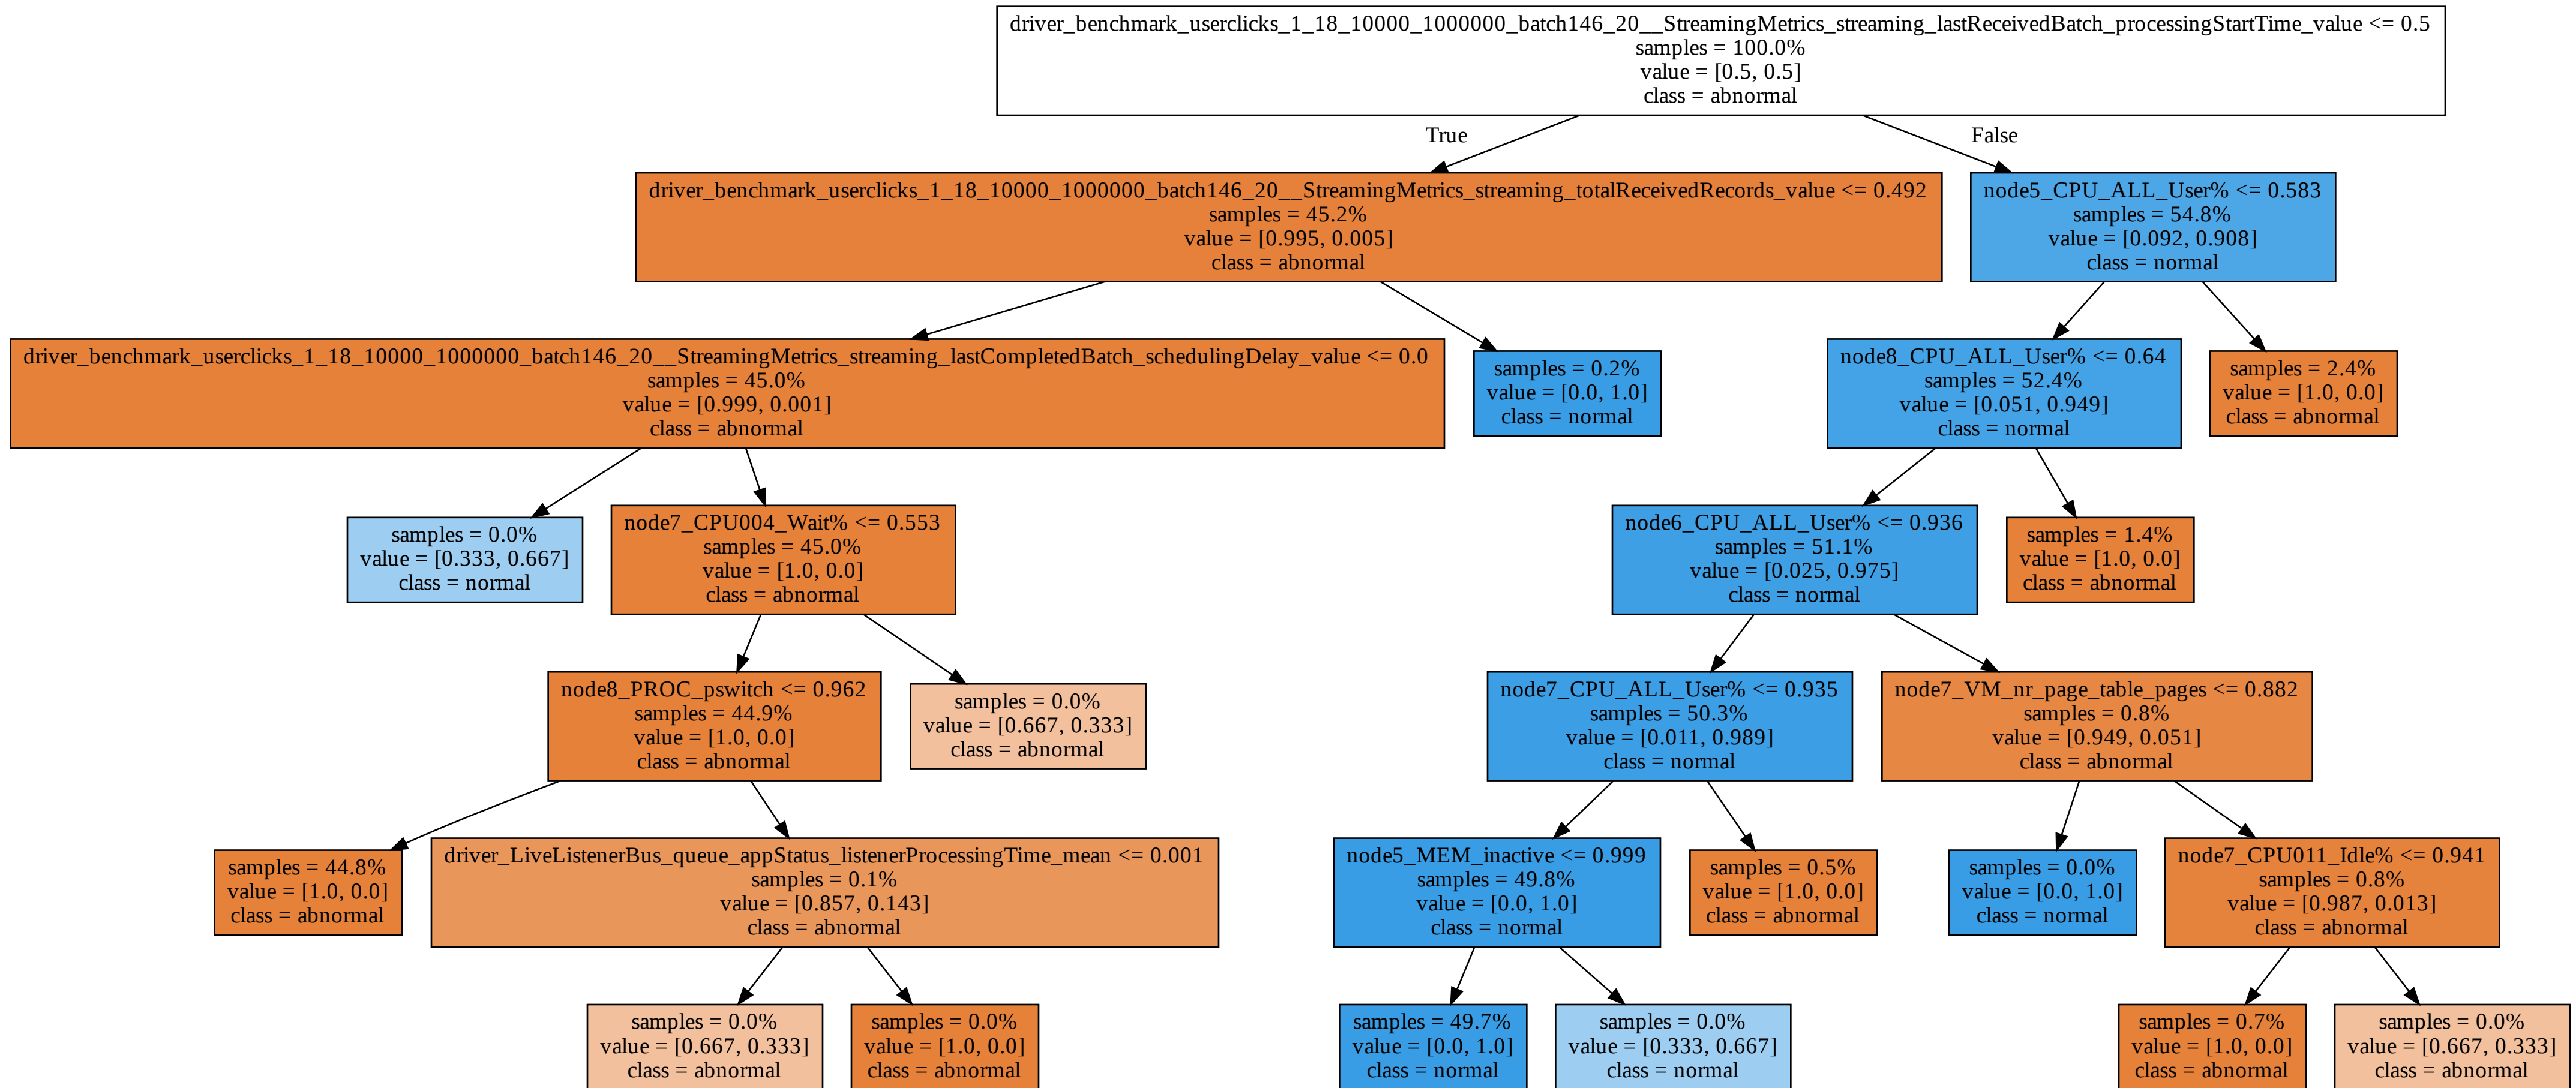 driver_benchmark_userclicks_1_18_10000_1000000_batch146_20__StreamingMetrics_streaming_lastReceivedBatch_processingStartTime_value <= 0.5
samples = 100.0%
value = [0.5, 0.5]
class = abnormal
True
False
driver_benchmark_userclicks_1_18_10000_1000000_batch146_20__StreamingMetrics_streaming_totalReceivedRecords_value <= 0.492
samples = 45.2%
value = [0.995, 0.005]
class = abnormal
node5_CPU_ALL_User% <= 0.583
samples = 54.8%
value = [0.092, 0.908]
class = normal
driver_benchmark_userclicks_1_18_10000_1000000_batch146_20__StreamingMetrics_streaming_lastCompletedBatch_schedulingDelay_value <= 0.0
samples = 45.0%
value = [0.999, 0.001]
class = abnormal
samples = 0.2%
value = [0.0, 1.0]
class = normal
node8_CPU_ALL_User% <= 0.64
samples = 52.4%
value = [0.051, 0.949]
class = normal
samples = 2.4%
value = [1.0, 0.0]
class = abnormal
samples = 0.0%
value = [0.333, 0.667]
class = normal
node7_CPU004_Wait% <= 0.553
samples = 45.0%
value = [1.0, 0.0]
class = abnormal
node6_CPU_ALL_User% <= 0.936
samples = 51.1%
value = [0.025, 0.975]
class = normal
samples = 1.4%
value = [1.0, 0.0]
class = abnormal
node8_PROC_pswitch <= 0.962
samples = 44.9%
value = [1.0, 0.0]
class = abnormal
samples = 0.0%
value = [0.667, 0.333]
class = abnormal
node7_CPU_ALL_User% <= 0.935
samples = 50.3%
value = [0.011, 0.989]
class = normal
node7_VM_nr_page_table_pages <= 0.882
samples = 0.8%
value = [0.949, 0.051]
class = abnormal
samples = 44.8%
value = [1.0, 0.0]
class = abnormal
driver_LiveListenerBus_queue_appStatus_listenerProcessingTime_mean <= 0.001
samples = 0.1%
value = [0.857, 0.143]
class = abnormal
node5_MEM_inactive <= 0.999
samples = 49.8%
value = [0.0, 1.0]
class = normal
samples = 0.5%
value = [1.0, 0.0]
class = abnormal
samples = 0.0%
value = [0.0, 1.0]
class = normal
node7_CPU011_Idle% <= 0.941
samples = 0.8%
value = [0.987, 0.013]
class = abnormal
samples = 0.0%
value = [0.667, 0.333]
class = abnormal
samples = 0.0%
value = [1.0, 0.0]
class = abnormal
samples = 49.7%
value = [0.0, 1.0]
class = normal
samples = 0.0%
value = [0.333, 0.667]
class = normal
samples = 0.7%
value = [1.0, 0.0]
class = abnormal
samples = 0.0%
value = [0.667, 0.333]
class = abnormal